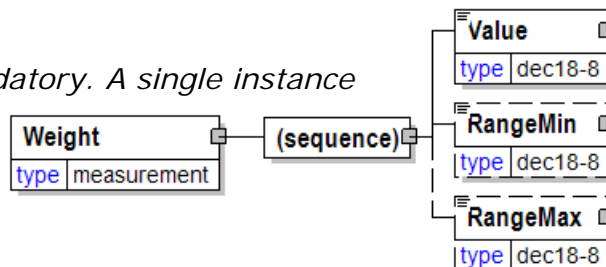 Value
type dec18-8
datory. A single instance
RangeMin
type dec18-8
Weight
type measurement
(sequence)
RangeMax
type dec18-8